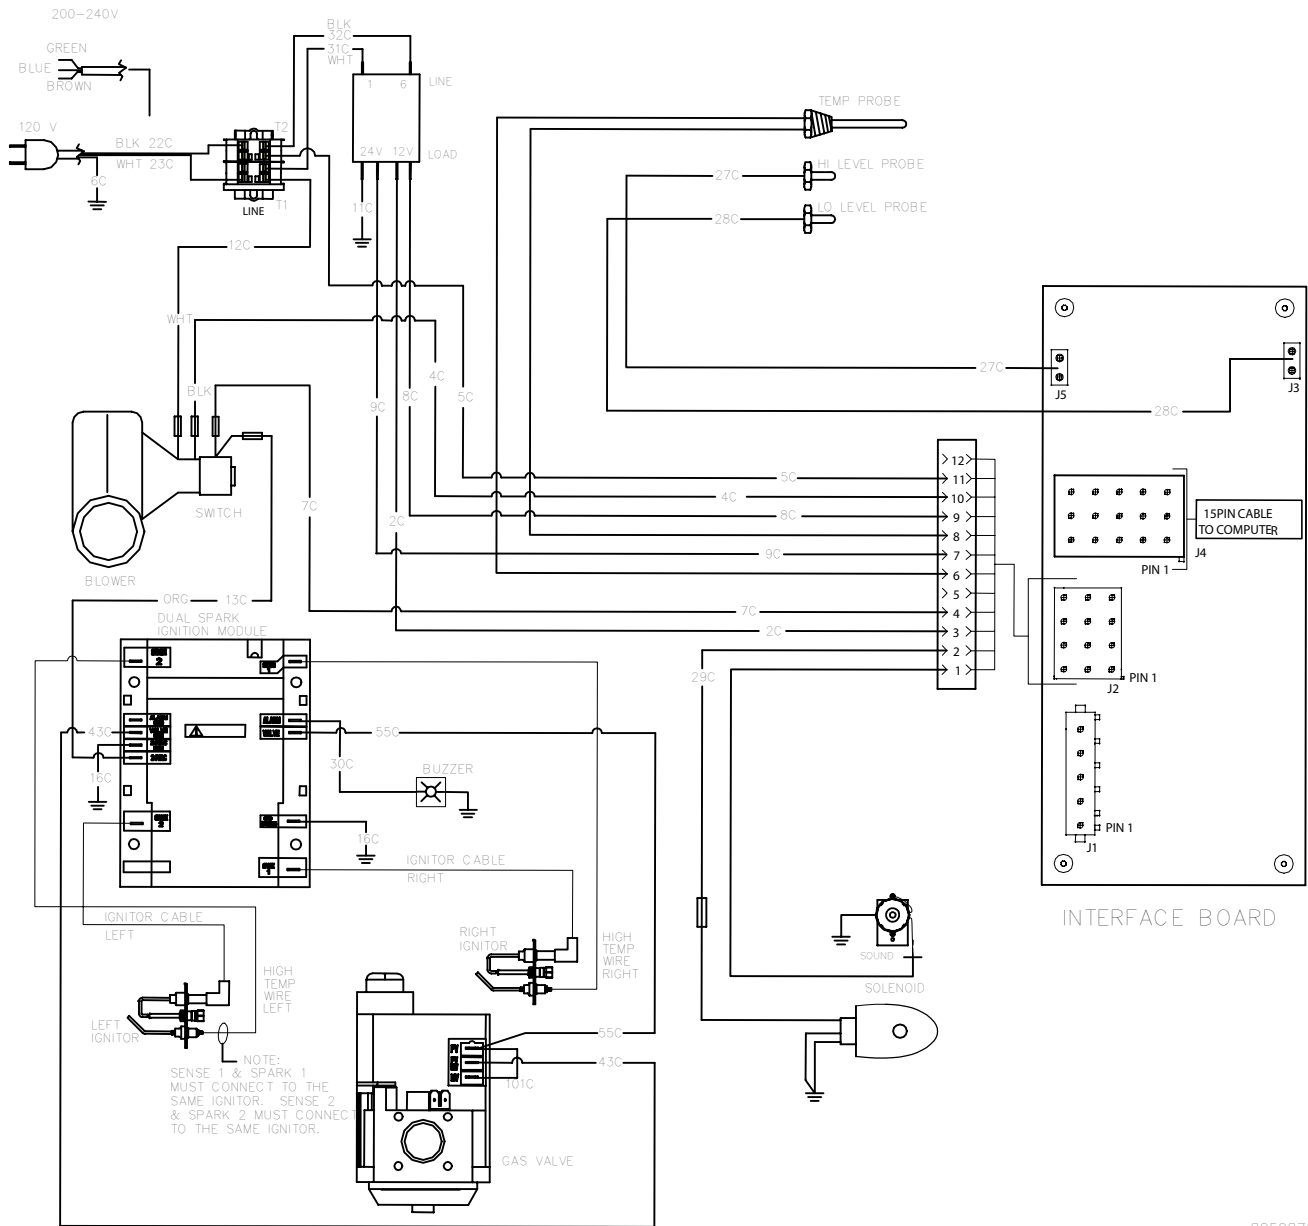 200-240V
GREEN
BLUE
BROWN
120 V
BLK 22C
WHT 23C
6C
T2
T1
LINE
BLK
32C
31C
WHT
1 6
LINE
24V 12V
LOAD
11C
12C
TEMP PROBE
27C
HI LEVEL PROBE
28C
LO LEVEL PROBE
WHT
BLK
4C
5C
9C
8C
2C
7C
SWITCH
BLOWER
ORG 13C
27C
28C
J5
J3
5C
4C
8C
9C
7C
2C
12
11
10
9
8
7
6
5
4
3
2
1
29C
15PIN CABLE
TO COMPUTER
J4
PIN 1
J2
PIN 1
PIN 1
J1
INTERFACE BOARD
DUAL SPARK
IGNITION MODULE
2
43C
16C
55C
30C
BUZZER
16C
2
1
IGNITOR CABLE
RIGHT
IGNITOR CABLE
LEFT
HIGH
TEMP
WIRE
LEFT
LEFT
IGNITOR
RIGHT
IGNITOR
HIGH
TEMP
WIRE
RIGHT
NOTE:
SENSE 1 & SPARK 1
MUST CONNECT TO THE
SAME IGNITOR. SENSE 2
& SPARK 2 MUST CONNECT
TO THE SAME IGNITOR.
55C
43C
101C
GAS VALVE
SOUND
SOLENOID